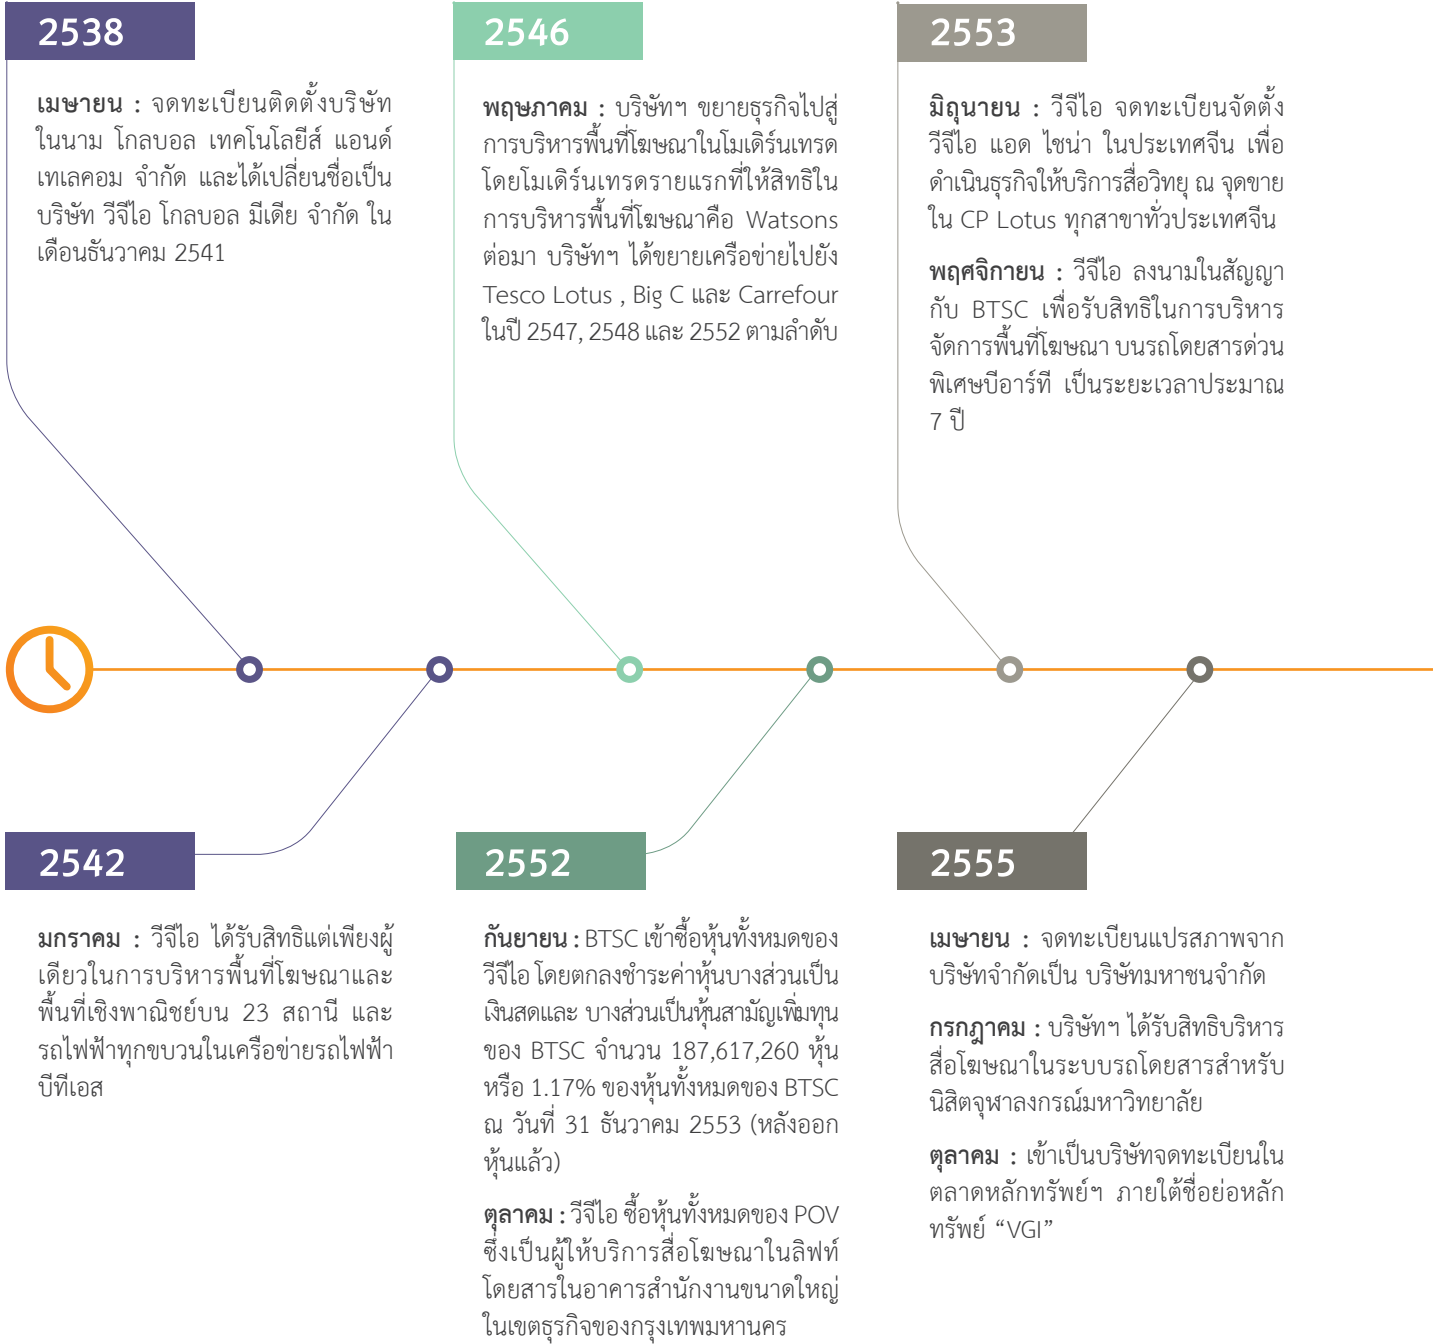 2538
เมษายน : จดทะเบียนติดตั้งบริษัท
ในนาม โกลบอล เทคโนโลยีส์ แอนด์
เทเลคอม จำกัด และได้เปลี่ยนชื่อเป็น
บริษัท วีจีไอ โกลบอล มีเดีย จำกัด ใน
เดือนธันวาคม 2541
2546
พฤษภาคม : บริษัทฯ ขยายธุรกิจไปสู่
การบริหารพื้นที่โฆษณาในโมเดิร์นเทรด
โดยโมเดิร์นเทรดรายแรกที่ให้สิทธิใน
การบริหารพื้นที่โฆษณาคือ Watsons
ต่อมา บริษัทฯ ได้ขยายเครือข่ายไปยัง
Tesco Lotus , Big C และ Carrefour
ในปี 2547, 2548 และ 2552 ตามลำดับ
2553
มิถุนายน : วีจีไอ จดทะเบียนจัดตั้ง
วีจีไอ แอด ไชน่า ในประเทศจีน เพื่อ
ดำเนินธุรกิจให้บริการสื่อวิทยุ ณ จุดขาย
ใน CP Lotus ทุกสาขาทั่วประเทศจีน
พฤศจิกายน : วีจีไอ ลงนามในสัญญา
กับ BTSC เพื่อรับสิทธิในการบริหาร
จัดการพื้นที่โฆษณา บนรถโดยสารด่วน
พิเศษบีอาร์ที เป็นระยะเวลาประมาณ
7 ปี
2542
มกราคม : วีจีไอ ได้รับสิทธิแต่เพียงผู้
เดียวในการบริหารพื้นที่โฆษณาและ
พื้นที่เชิงพาณิชย์บน 23 สถานี และ
รถไฟฟ้าทุกขบวนในเครือข่ายรถไฟฟ้า
บีทีเอส
2552
กันยายน : BTSC เข้าซื้อหุ้นทั้งหมดของ
วีจีไอ โดยตกลงชำระค่าหุ้นบางส่วนเป็น
เงินสดและ บางส่วนเป็นหุ้นสามัญเพิ่มทุน
ของ BTSC จำนวน 187,617,260 หุ้น
หรือ 1.17% ของหุ้นทั้งหมดของ BTSC
ณ วันที่ 31 ธันวาคม 2553 (หลังออก
หุ้นแล้ว)
ตุลาคม : วีจีไอ ซื้อหุ้นทั้งหมดของ POV
ซึ่งเป็นผู้ให้บริการสื่อโฆษณาในลิฟท์
โดยสารในอาคารสำนักงานขนาดใหญ่
ในเขตธุรกิจของกรุงเทพมหานคร
2555
เมษายน : จดทะเบียนแปรสภาพจาก
บริษัทจำกัดเป็น บริษัทมหาชนจำกัด
กรกฎาคม : บริษัทฯ ได้รับสิทธิบริหาร
สื่อโฆษณาในระบบรถโดยสารสำหรับ
นิสิตจุฬาลงกรณ์มหาวิทยาลัย
ตุลาคม : เข้าเป็นบริษัทจดทะเบียนใน
ตลาดหลักทรัพย์ฯ ภายใต้ชื่อย่อหลัก
ทรัพย์ “VGI”